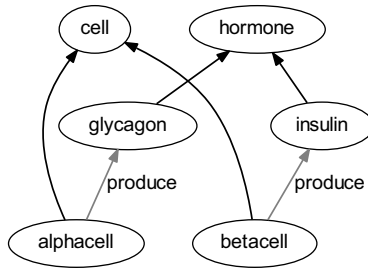 cell
hormone
glycagon
insulin
produce
produce
alphacell
betacell